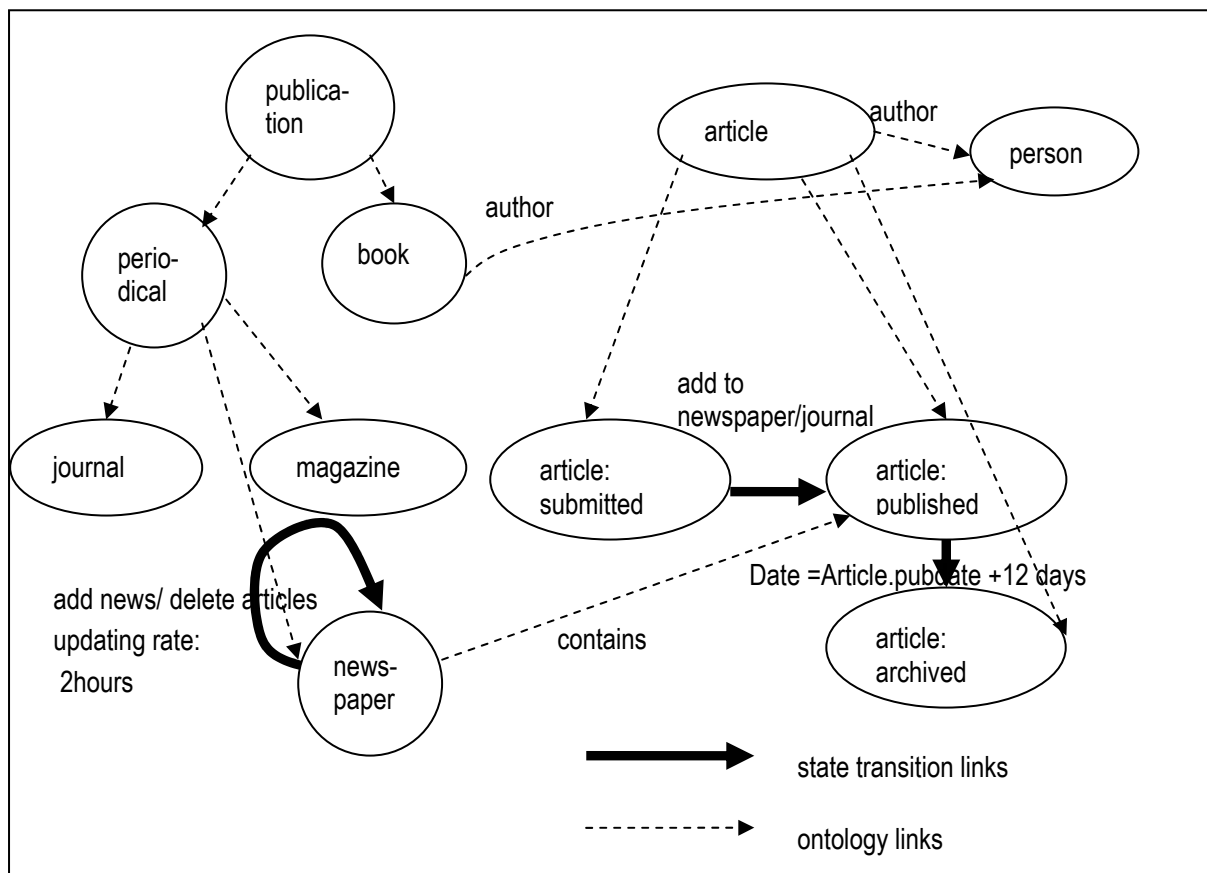 publica-
tion
article
author
person
author
book
perio-
dical
add to
newspaper/journal
journal
magazine
article:
submitted
article:
published
Date =Article.pubdate +12 days
add news/ delete articles
updating rate:
2hours
contains
article:
archived
news-
paper
state transition links
ontology links